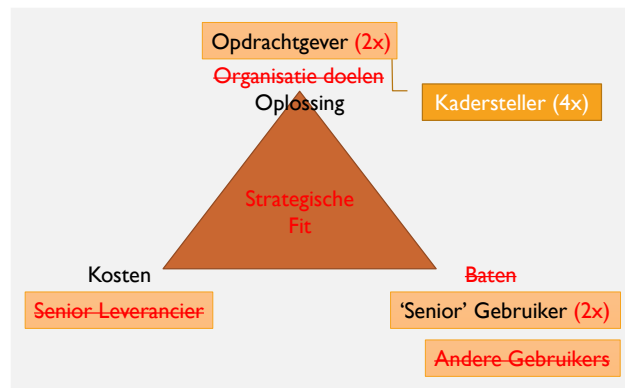 Opdrachtgever (2x)
Organisatie doelen
Oplossing
Kadersteller (4x)
Strategische
Fit
Kosten
Baten
Senior Leverancier
‘Senior’ Gebruiker (2x)
Andere Gebruikers